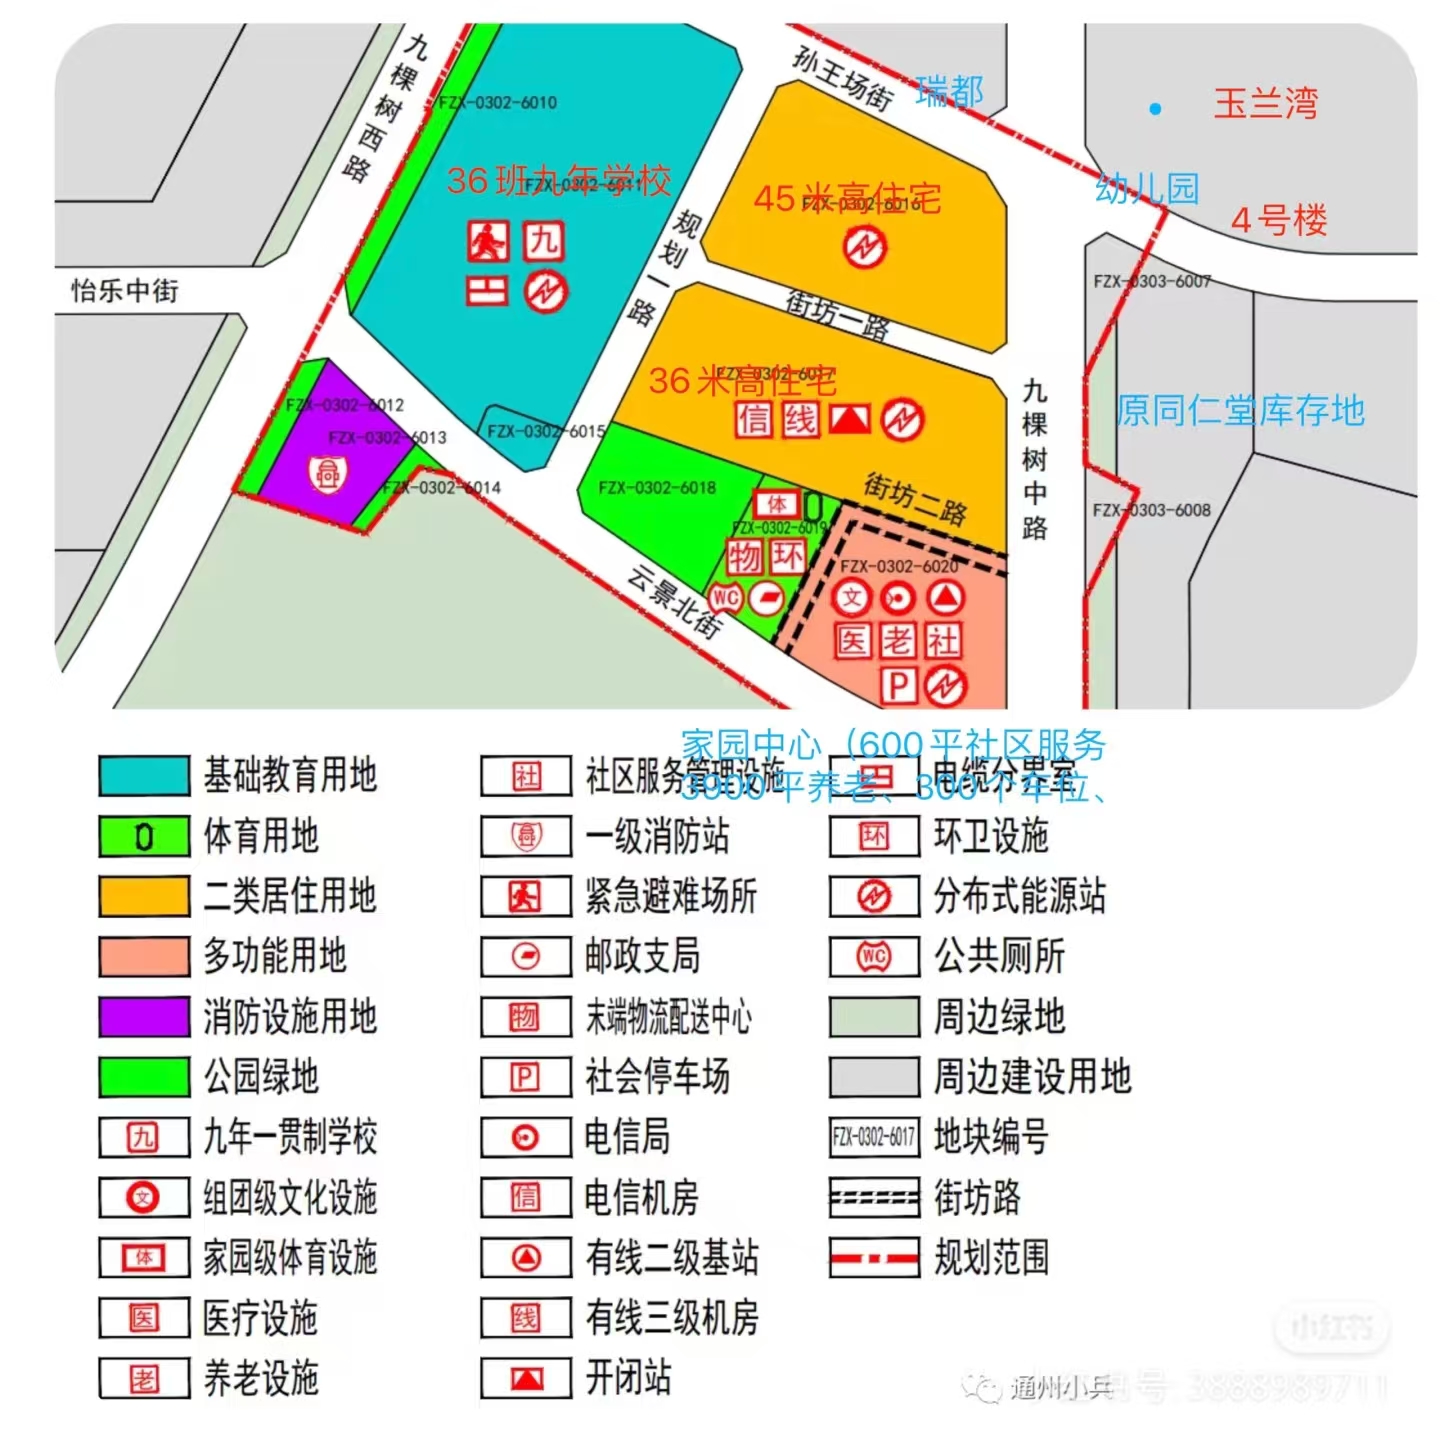 九棵树西路
孙王场街
瑞都
玉兰湾
FZX-0302-6010
36班九年学校
FZX-0302-6011
45米高住宅
FZX-0302-6016
幼儿园
4号楼
九
规划一路
怡乐中街
街坊一路
FZX-0303-6007
36米高住宅
FZX-0302-6017
信 线
九棵树中路
原同仁堂库存地
FZX-0302-6012
FZX-0302-6013
FZX-0302-6015
FZX-0302-6014
FZX-0302-6018
街坊二路
体
FZX-0302-6019
FZX-0303-6008
物 环
FZX-0302-6020
WC
文
云景北街
医 老 社
P
家园中心（600平社区服务
3900平养老、300个车位、
基础教育用地
社 社区服务管理设施
电缆分界室
体育用地
一级消防站
环 环卫设施
二类居住用地
紧急避难场所
分布式能源站
多功能用地
邮政支局
WC 公共厕所
消防设施用地
物 末端物流配送中心
周边绿地
公园绿地
P 社会停车场
周边建设用地
九 九年一贯制学校
电信局
FZX-0302-6017 地块编号
文 组团级文化设施
信 电信机房
街坊路
体 家园级体育设施
有线二级基站
规划范围
医 医疗设施
线 有线三级机房
小红书
老 养老设施
开闭站
通州小兵
小红书号: 3888989711